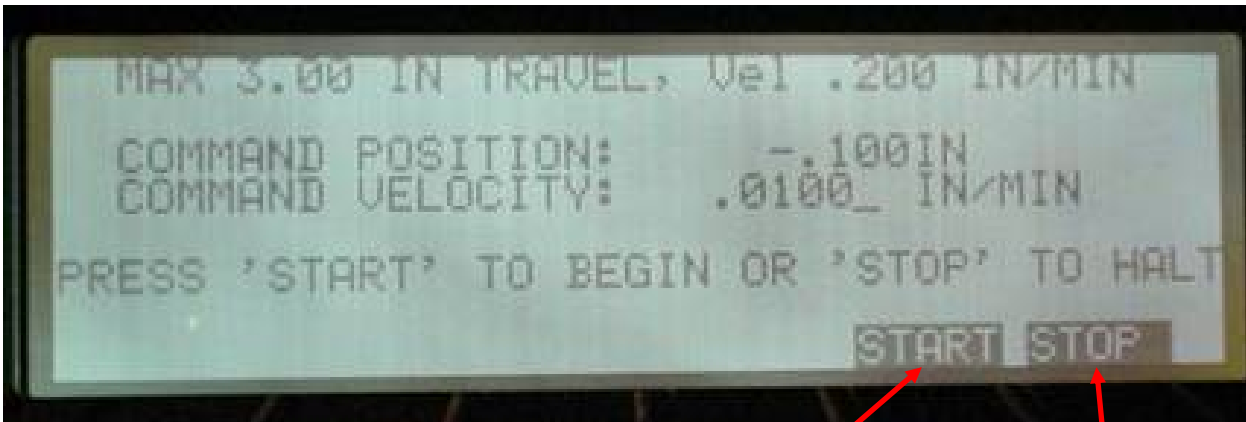 MAX 3.00 IN TRAVEL, Vel .200 IN/MIN
COMMAND POSITION: -.100IN
COMMAND VELOCITY: .0100_ IN/MIN
PRESS 'START' TO BEGIN OR 'STOP' TO HALT
START STOP